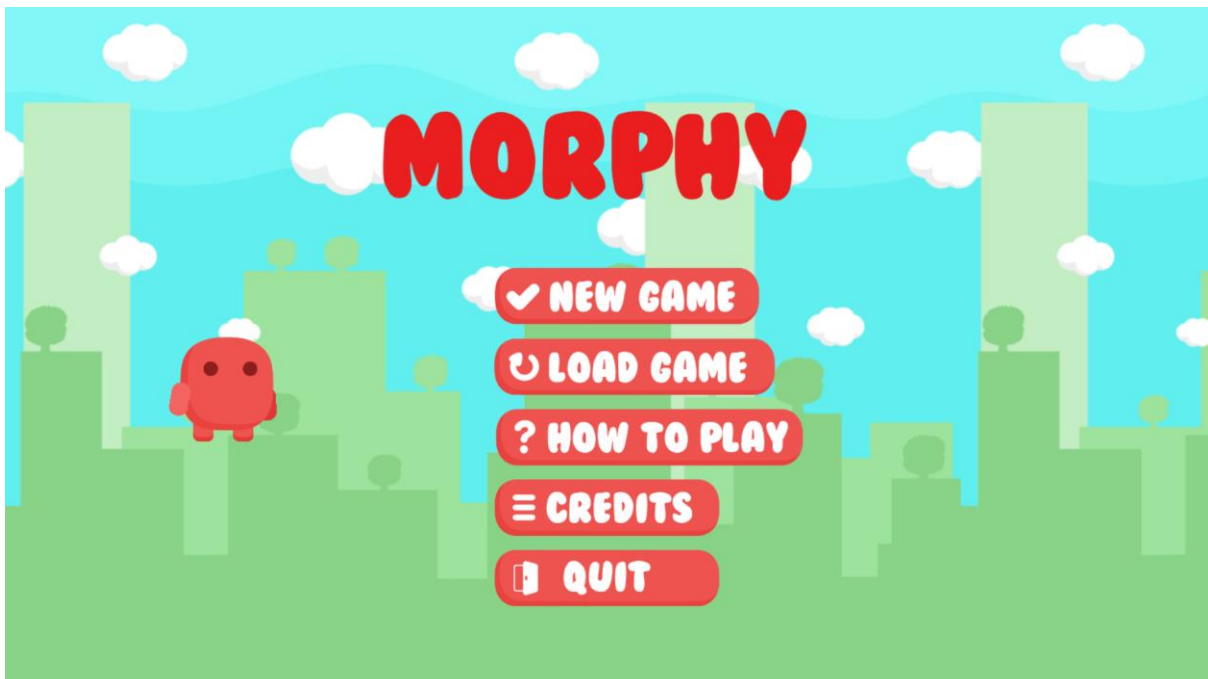 MORPHY
NEW GAME
LOAD GAME
? HOW TO PLAY
CREDITS
QUIT